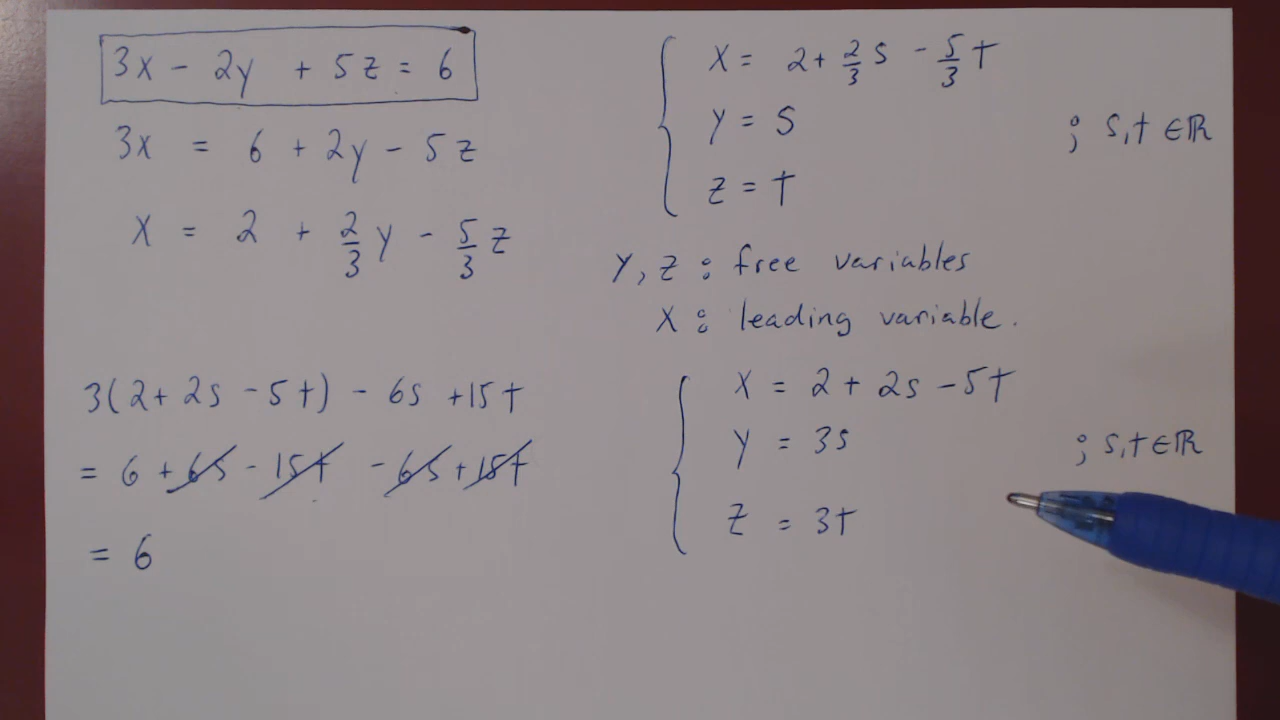 3x - 2y + 5z = 6
3x = 6 + 2y - 5z
x = 2 + 2/3 y - 5/3 z
3(2 + 2s - 5t) - 6s + 15t
= 6 + 6s - 15t - 6s + 15t
= 6
x = 2 + 2/3 s - 5/3 t
y = s ; s,t ∈ ℝ
z = t
y, z : free variables
x : leading variable.
x = 2 + 2s - 5t
y = 3s ; s,t ∈ ℝ
z = 3t